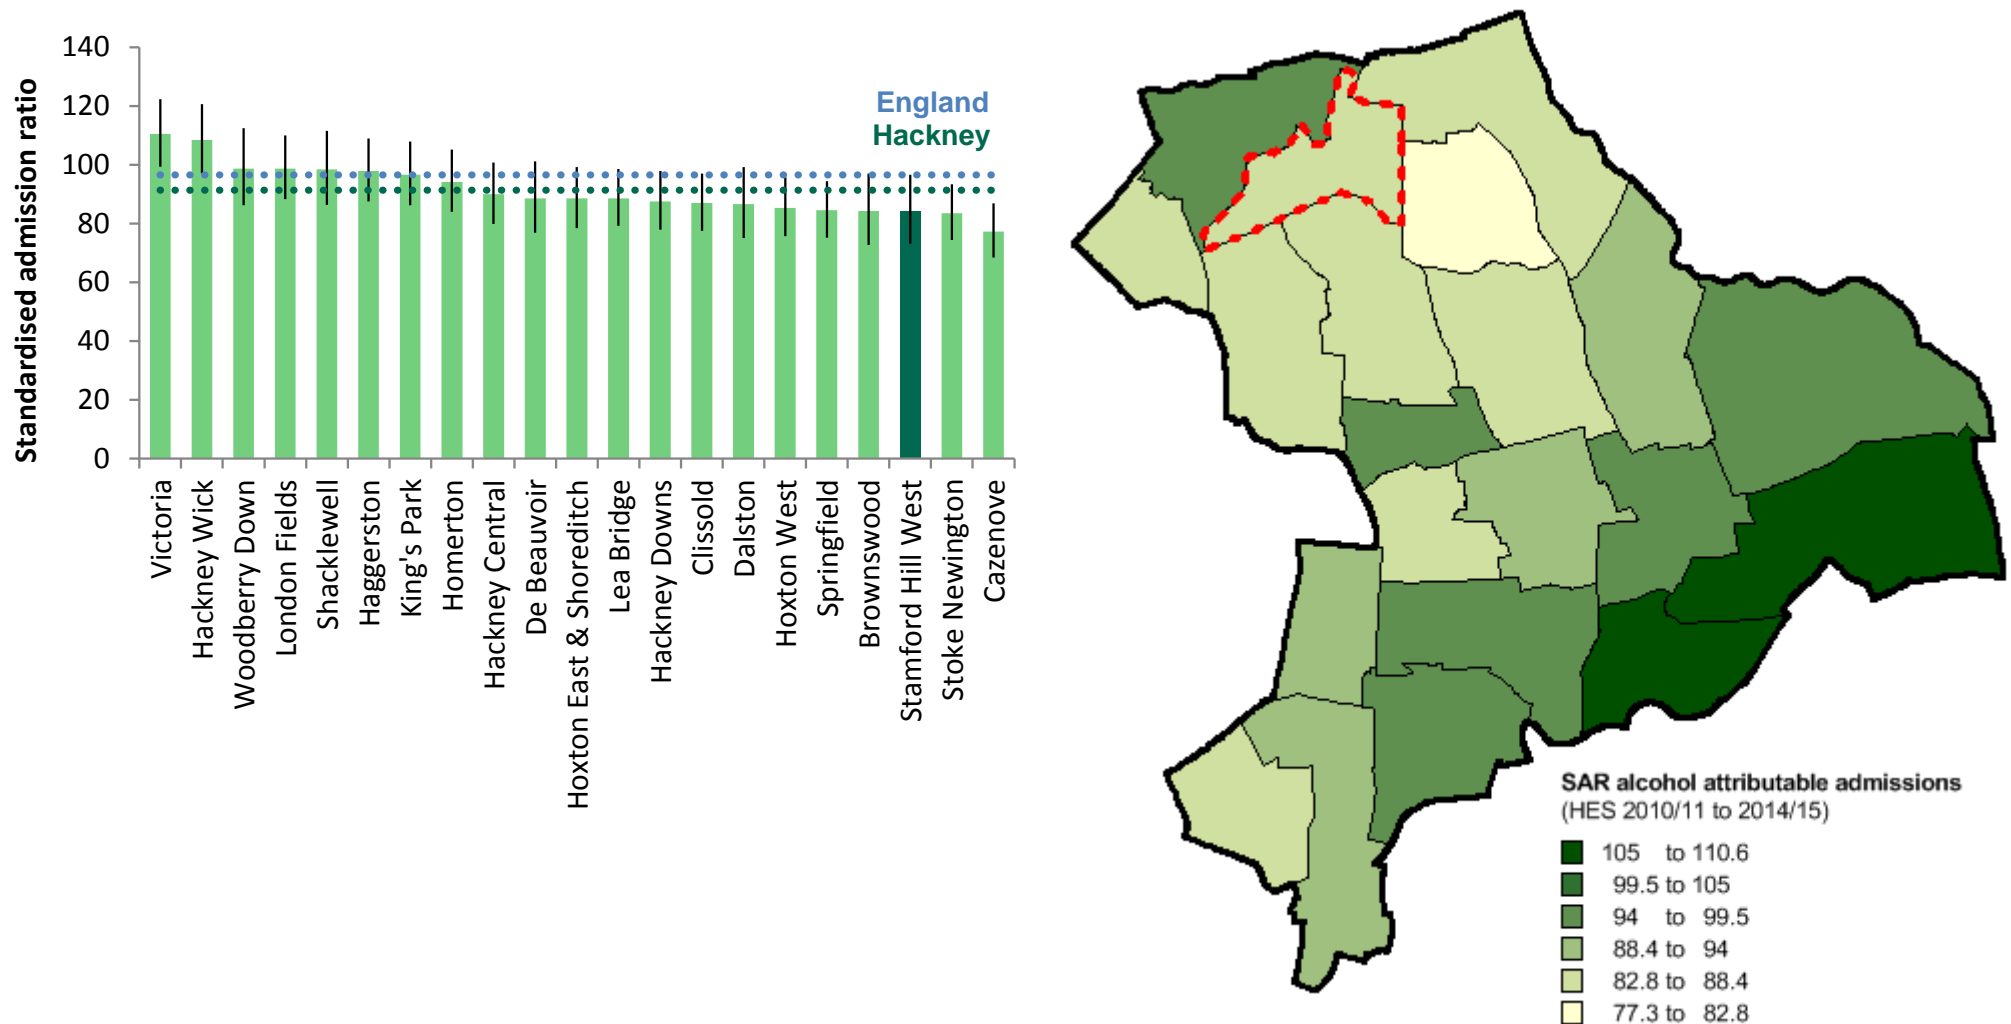 Standardised admission ratio
140
120
100
80
60
40
20
0
England
Hackney
Victoria
Hackney Wick
Woodberry Down
London Fields
Shacklewell
Haggerston
King's Park
Homerton
Hackney Central
De Beauvoir
Hoxton East & Shoreditch
Lea Bridge
Hackney Downs
Clissold
Dalston
Hoxton West
Springfield
Brownswood
Stamford Hill West
Stoke Newington
Cazenove
SAR alcohol attributable admissions
(HES 2010/11 to 2014/15)
105 to 110.6
99.5 to 105
94 to 99.5
88.4 to 94
82.8 to 88.4
77.3 to 82.8